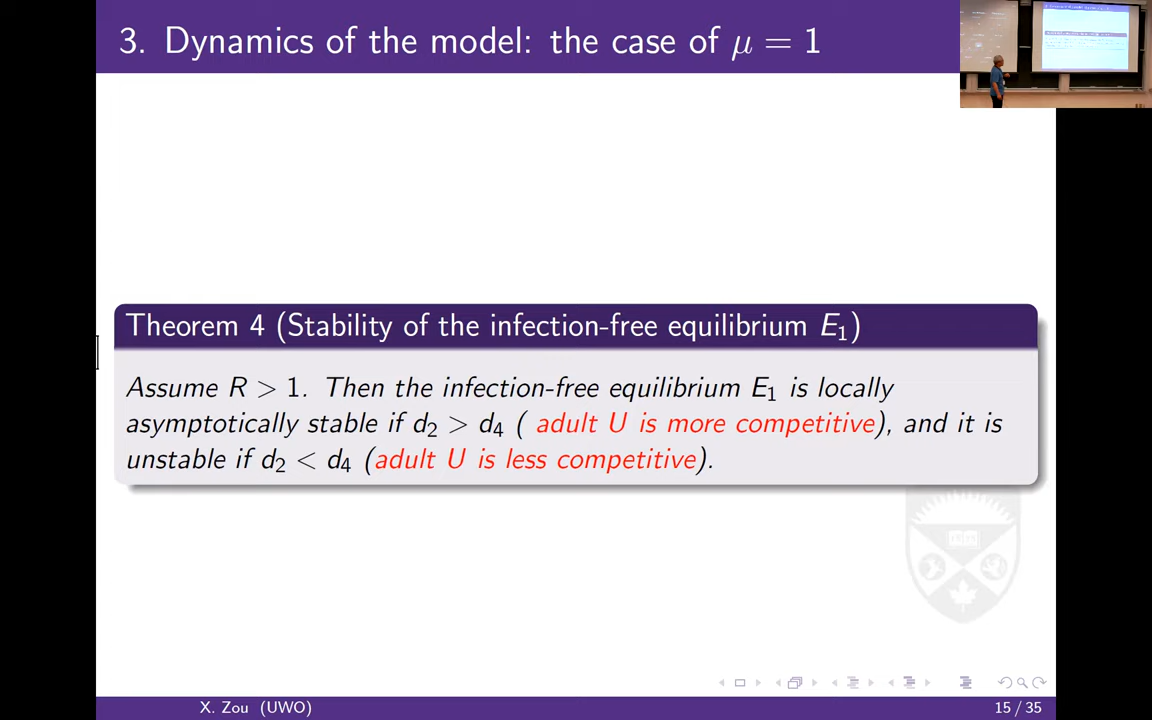 3. Dynamics of the model: the case of μ = 1
Theorem 4 (Stability of the infection-free equilibrium E₁)
Assume R > 1. Then the infection-free equilibrium E₁ is locally
asymptotically stable if d₂ > d₄ ( adult U is more competitive), and it is
unstable if d₂ < d₄ (adult U is less competitive).
X. Zou (UWO)
15 / 35